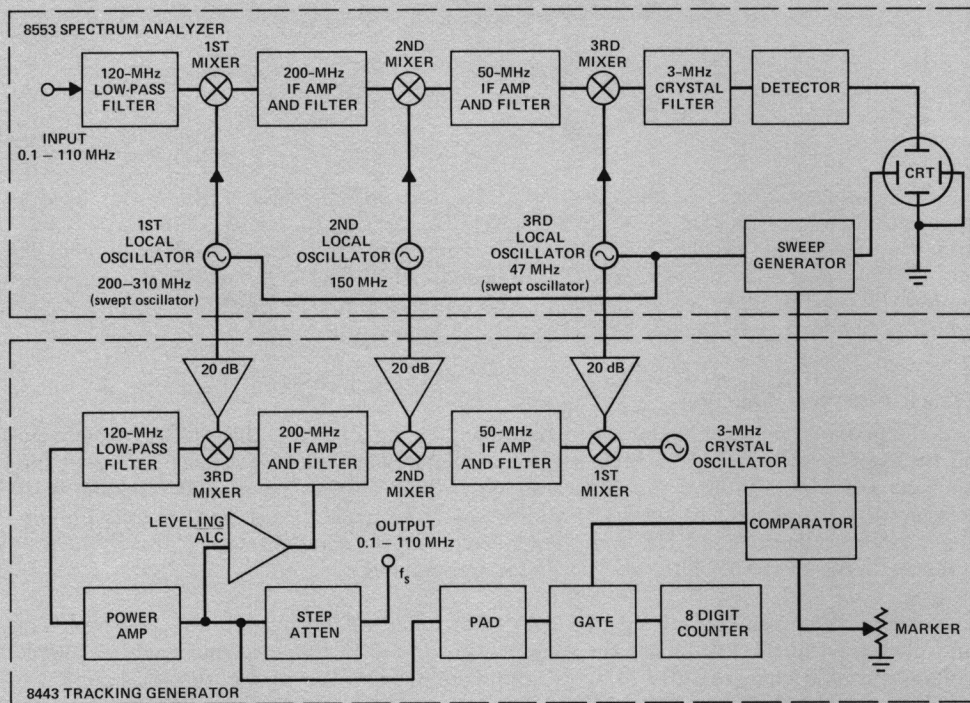 8553 SPECTRUM ANALYZER
120–MHz
LOW-PASS
FILTER
1ST
MIXER
200–MHz
IF AMP
AND FILTER
2ND
MIXER
50–MHz
IF AMP
AND FILTER
3RD
MIXER
3–MHz
CRYSTAL
FILTER
DETECTOR
INPUT
0.1 – 110 MHz
CRT
1ST
LOCAL
OSCILLATOR
200–310 MHz
(swept oscillator)
2ND
LOCAL
OSCILLATOR
150 MHz
3RD
LOCAL
OSCILLATOR
47 MHz
(swept oscillator)
SWEEP
GENERATOR
20 dB
20 dB
20 dB
120–MHz
LOW-PASS
FILTER
3RD
MIXER
200–MHz
IF AMP
AND FILTER
2ND
MIXER
50–MHz
IF AMP
AND FILTER
1ST
MIXER
3–MHz
CRYSTAL
OSCILLATOR
LEVELING
ALC
OUTPUT
0.1 – 110 MHz
fs
COMPARATOR
POWER
AMP
STEP
ATTEN
PAD
GATE
8 DIGIT
COUNTER
MARKER
8443 TRACKING GENERATOR